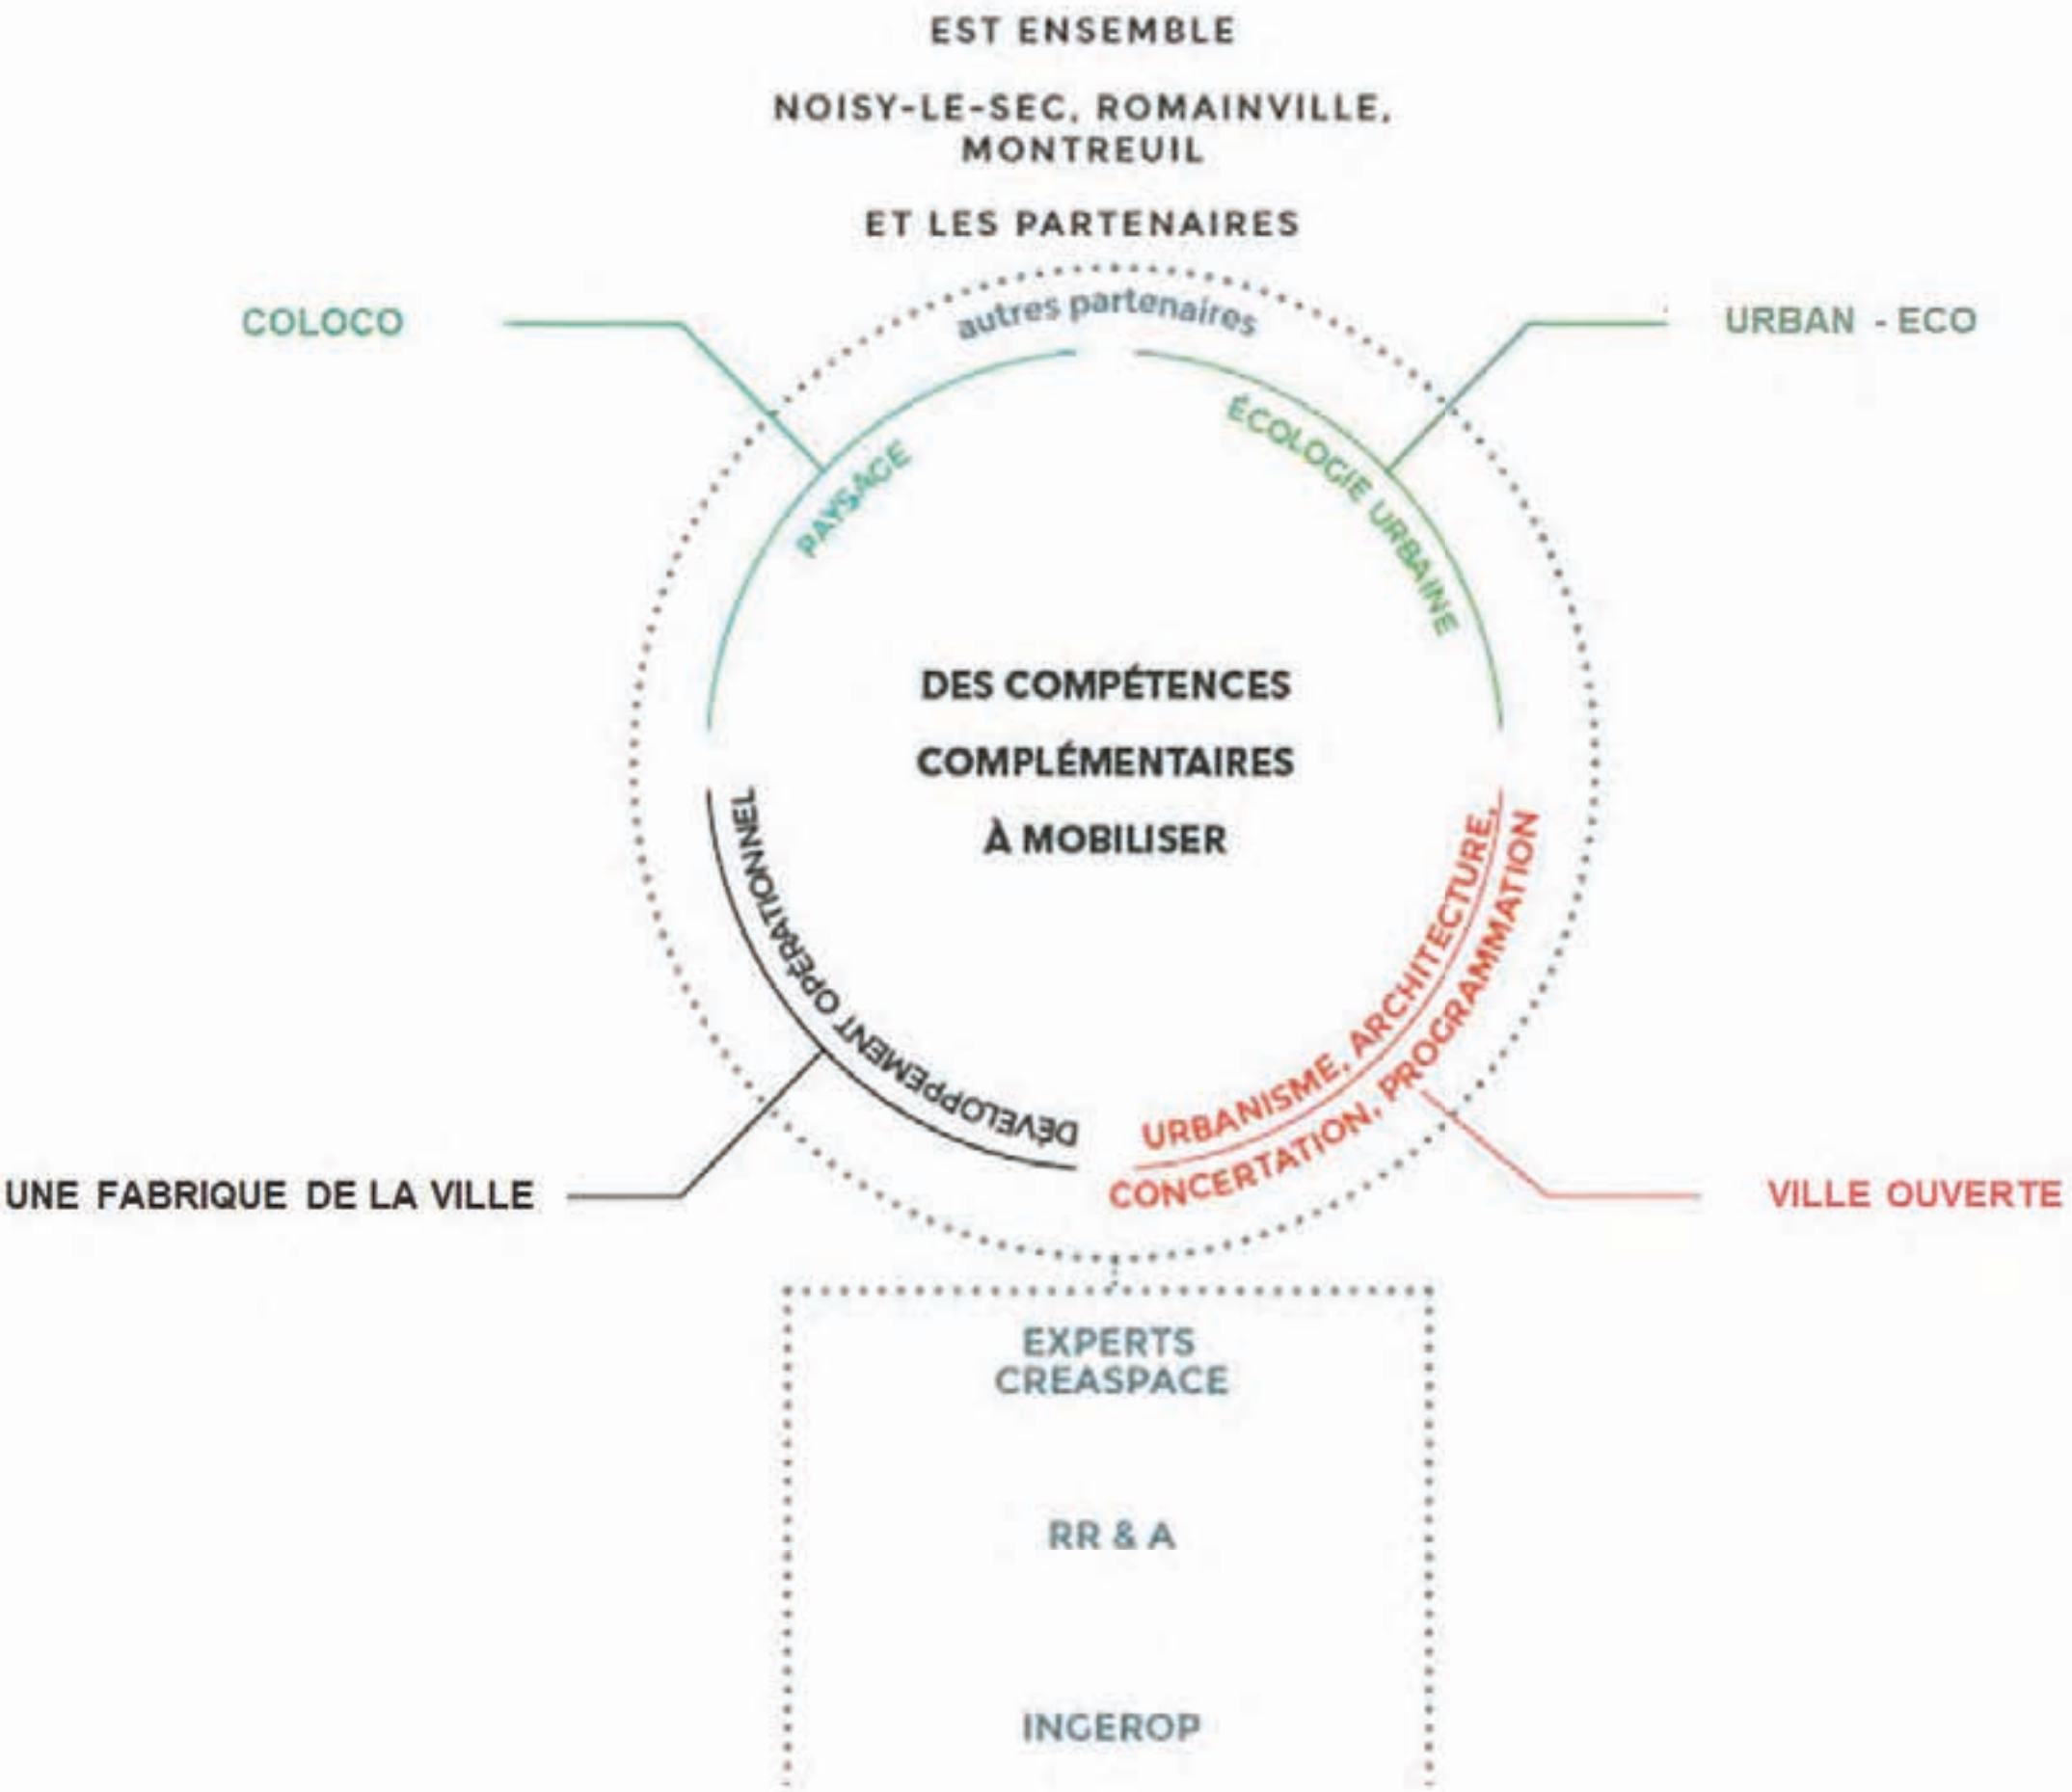 EST ENSEMBLE
NOISY-LE-SEC, ROMAINVILLE,
MONTREUIL
ET LES PARTENAIRES
autres partenaires
COLOCO
URBAN - ECO
PAYSAGE
ÉCOLOGIE URBAINE
DES COMPÉTENCES
COMPLÉMENTAIRES
À MOBILISER
DÉVELOPPEMENT OPÉRATIONNEL
URBANISME, ARCHITECTURE,
CONCERTATION, PROGRAMMATION
UNE FABRIQUE DE LA VILLE
VILLE OUVERTE
EXPERTS
CREASPACE
RR & A
INGEROP